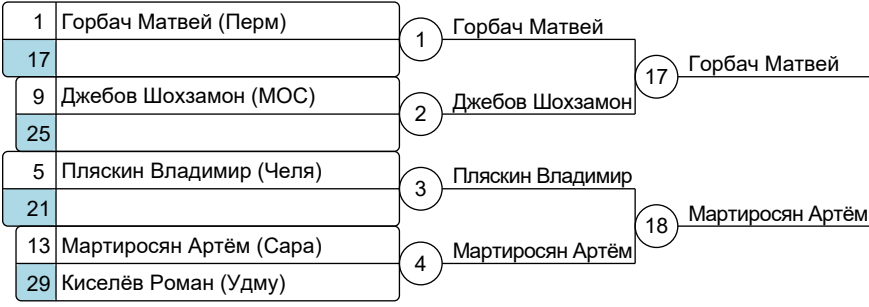 1 Горбач Матвей (Перм)
17
1
Горбач Матвей
17
Горбач Матвей
9 Джебов Шохзамон (МОС)
25
2
Джебов Шохзамон
5 Пляскин Владимир (Челя)
21
3
Пляскин Владимир
18
Мартиросян Артём
13 Мартиросян Артём (Сара)
29 Киселёв Роман (Удму)
4
Мартиросян Артём